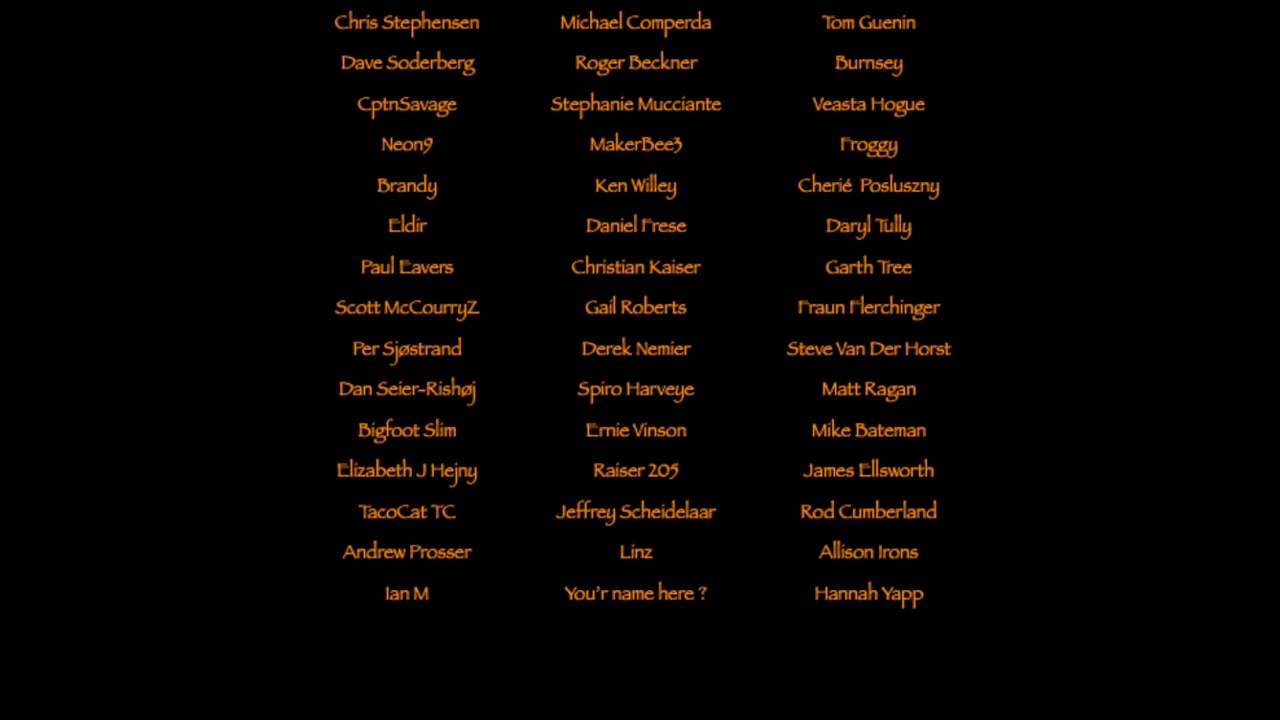 Chris Stephensen Michael Comperda Tom Guenin
Dave Soderberg Roger Beckner Burnsey
CptnSavage Stephanie Mucciante Veasta Hogue
Neon9 MakerBee3 Froggy
Brandy Ken Willey Cherié Posluszny
Eldir Daniel Frese Daryl Tully
Paul Eavers Christian Kaiser Garth Tree
Scott McCourryZ Gail Roberts Fraun Flerchinger
Per Sjøstrand Derek Nemier Steve Van Der Horst
Dan Seier-Rishøj Spiro Harveye Matt Ragan
Bigfoot Slim Ernie Vinson Mike Bateman
Elizabeth J Hejny Raiser 205 James Ellsworth
TacoCat TC Jeffrey Scheidelaar Rod Cumberland
Andrew Prosser Linz Allison Irons
Ian M You’r name here ? Hannah Yapp